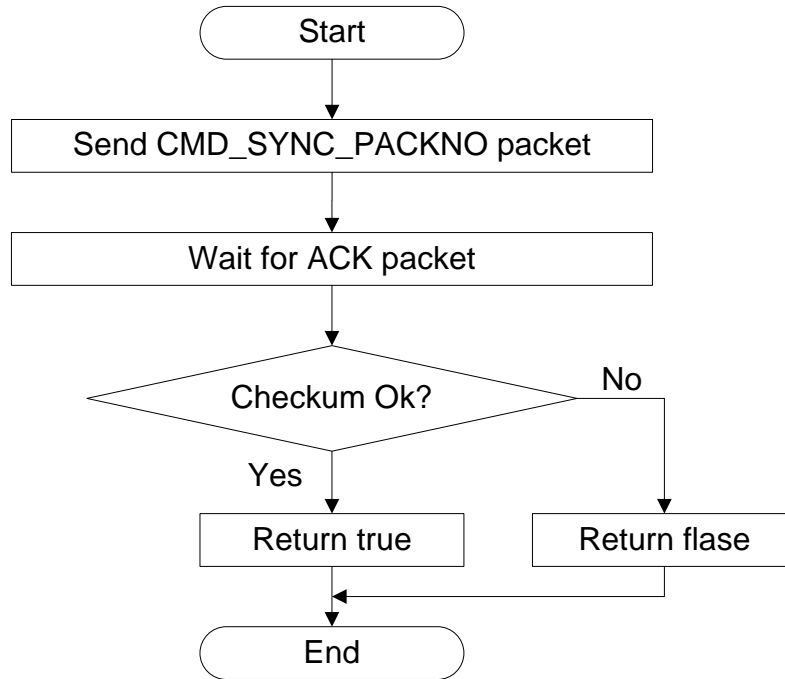 Start
Send CMD_SYNC_PACKNO packet
Wait for ACK packet
Checkum Ok?
No
Yes
Return true
Return flase
End